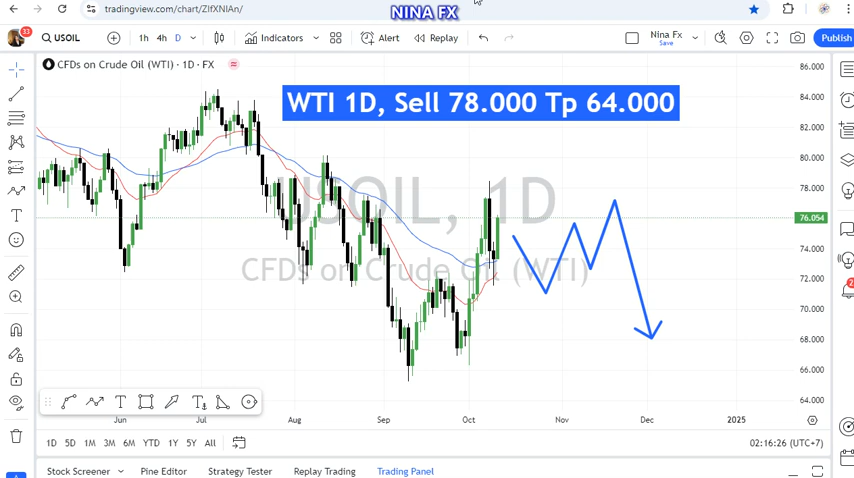 tradingview.com/chart/ZIfXNIAn/
NINA FX
33
USOIL
1h 4h D
Indicators
Alert
Replay
Nina Fx
Save
Publish
CFDs on Crude Oil (WTI) · 1D · FX
WTI 1D, Sell 78.000 Tp 64.000
USOIL, 1D
CFDs on Crude Oil (WTI)
86.000
84.000
82.000
80.000
78.000
76.054
74.000
72.000
70.000
68.000
66.000
64.000
2
Jun Jul Aug Sep Oct Nov Dec 2025
1D 5D 1M 3M 6M YTD 1Y 5Y All
02:16:26 (UTC+7)
Stock Screener Pine Editor Strategy Tester Replay Trading Trading Panel